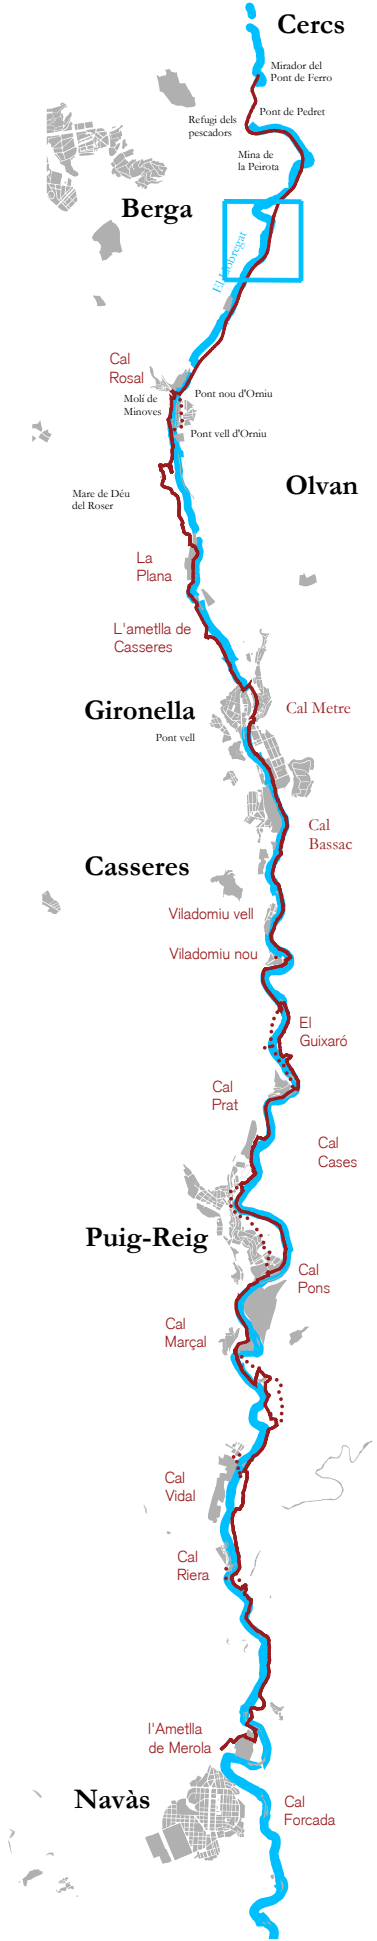 Cercs
Mirador del
Pont de Ferro
Pont de Pedret
Refugi dels
pescadors
Mina de
la Peirota
Berga
El Llobregat
Cal
Rosal
Molí de
Minoves
Pont nou d'Orniu
Pont vell d'Orniu
Olvan
Mare de Déu
del Roser
La
Plana
L'ametlla de
Casseres
Gironella
Cal Metre
Pont vell
Cal
Bassac
Casseres
Viladomiu vell
Viladomiu nou
El
Guixaró
Cal
Prat
Cal
Cases
Puig-Reig
Cal
Pons
Cal
Marçal
Cal
Vidal
Cal
Riera
l'Ametlla
de Merola
Navàs
Cal
Forcada